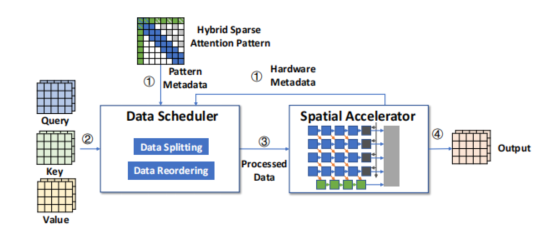 Hybrid Sparse
Attention Pattern
①
Pattern
Metadata
①
Hardware
Metadata
Query
Key
Value
②
Data Scheduler
Data Splitting
Data Reordering
③
Processed
Data
Spatial Accelerator
④
Output